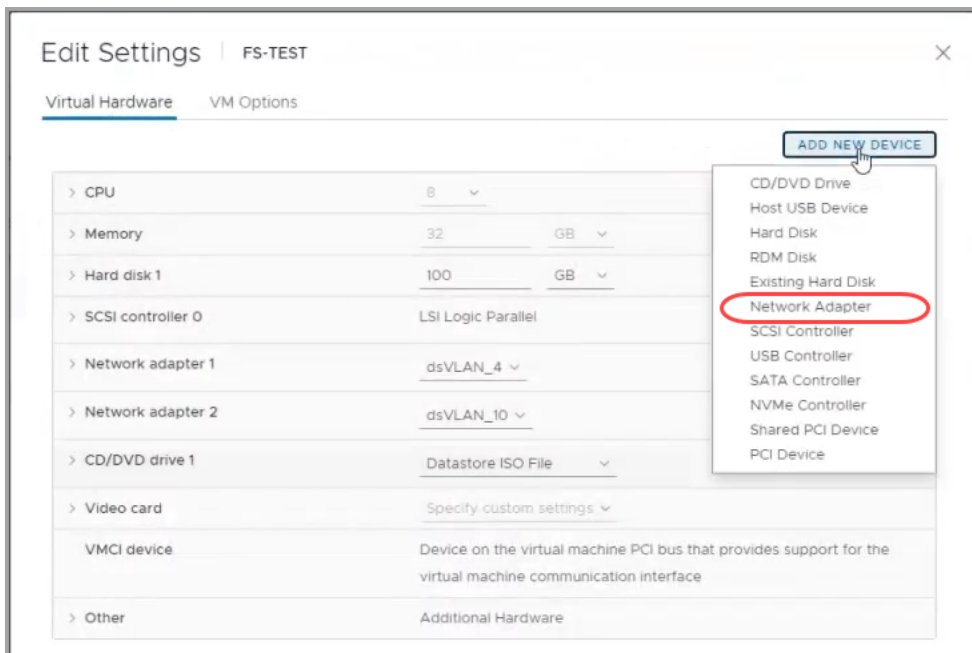 Edit Settings FS-TEST
Virtual Hardware VM Options
ADD NEW DEVICE
CD/DVD Drive
Host USB Device
Hard Disk
RDM Disk
Existing Hard Disk
Network Adapter
SCSI Controller
USB Controller
SATA Controller
NVMe Controller
Shared PCI Device
PCI Device
CPU 8
Memory 32 GB
Hard disk 1 100 GB
SCSI controller 0 LSI Logic Parallel
Network adapter 1 dsVLAN_4
Network adapter 2 dsVLAN_10
CD/DVD drive 1 Datastore ISO File
Video card Specify custom settings
VMCI device Device on the virtual machine PCI bus that provides support for the
virtual machine communication interface
Other Additional Hardware